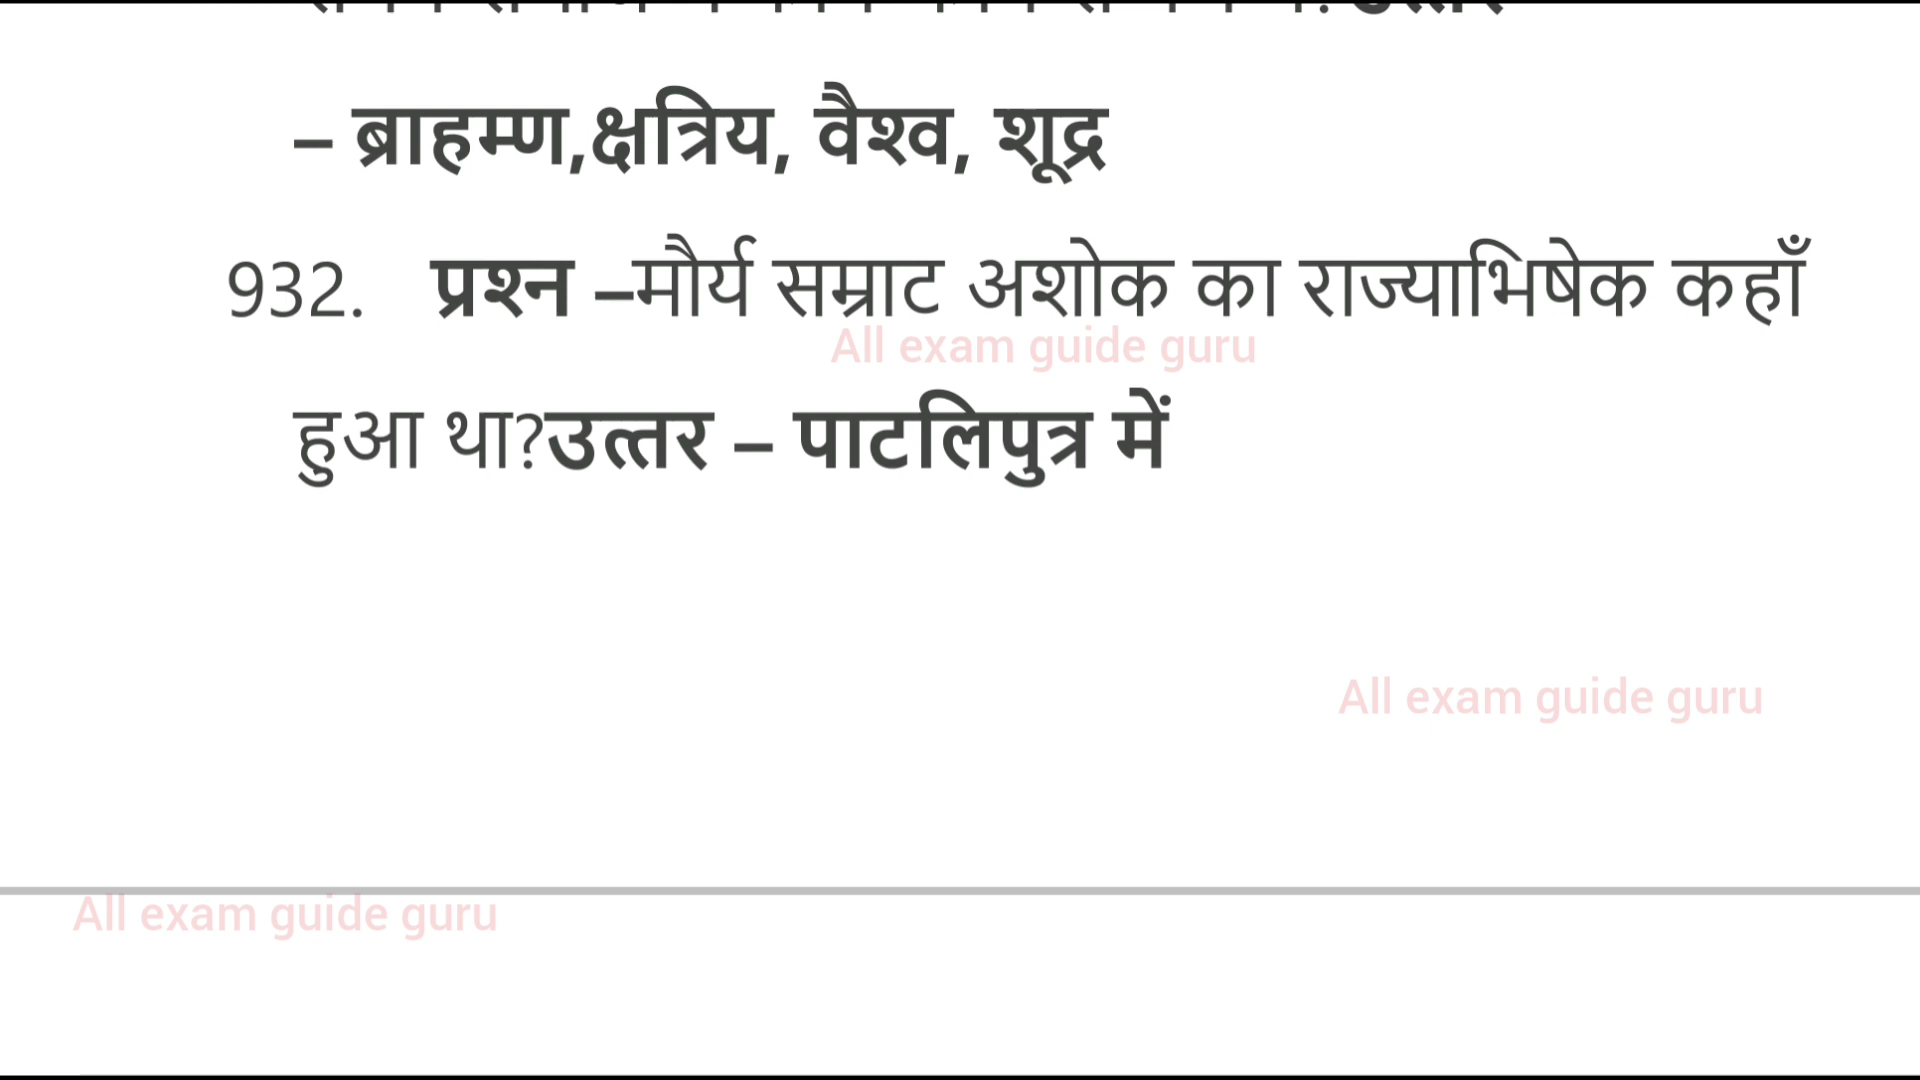 – ब्राहम्ण,क्षत्रिय, वैश्व, शूद्र
932. प्रश्न –मौर्य सम्राट अशोक का राज्याभिषेक कहाँ
All exam guide guru
हुआ था?उत्तर – पाटलिपुत्र में
All exam guide guru
All exam guide guru